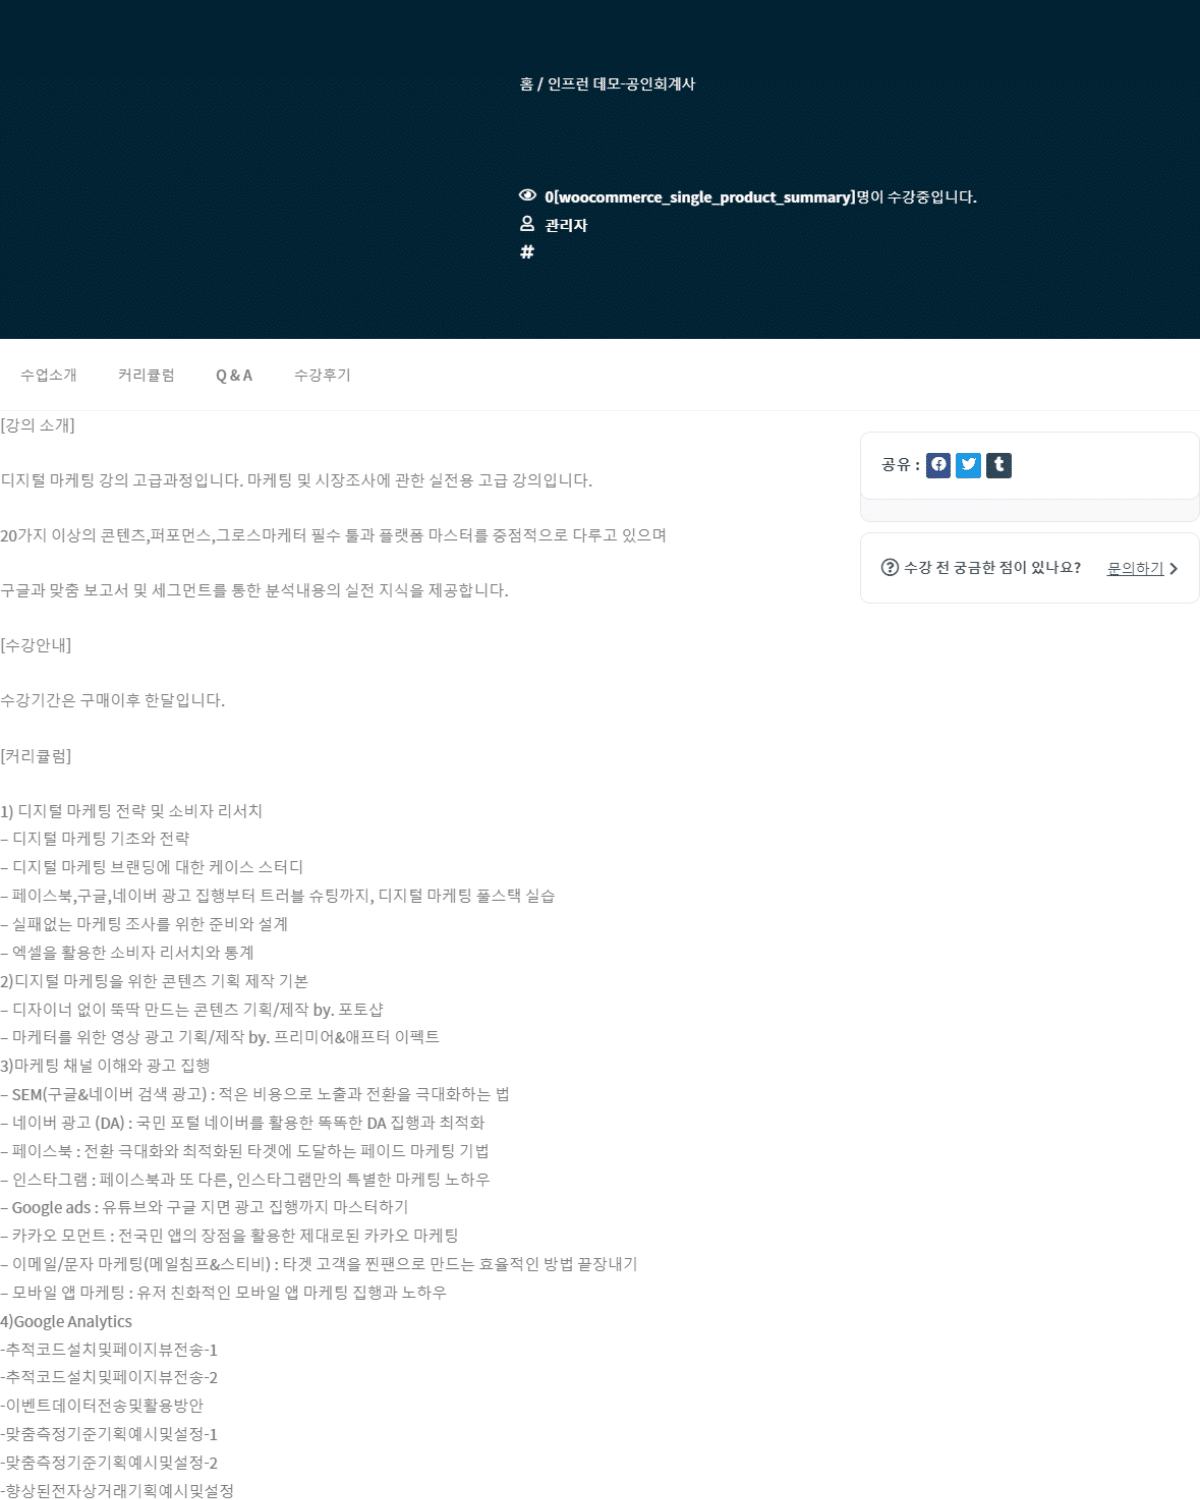 홈 / 인프런 데모-공인회계사
0[woocommerce_single_product_summary]명이 수강중입니다.
관리자
#
수업소개 커리큘럼 Q & A 수강후기
[강의 소개]
디지털 마케팅 강의 고급과정입니다. 마케팅 및 시장조사에 관한 실전용 고급 강의입니다.
20가지 이상의 콘텐츠,퍼포먼스,그로스마케터 필수 툴과 플랫폼 마스터를 중점적으로 다루고 있으며
구글과 맞춤 보고서 및 세그먼트를 통한 분석내용의 실전 지식을 제공합니다.
[수강안내]
수강기간은 구매이후 한달입니다.
[커리큘럼]
1) 디지털 마케팅 전략 및 소비자 리서치
– 디지털 마케팅 기초와 전략
– 디지털 마케팅 브랜딩에 대한 케이스 스터디
– 페이스북,구글,네이버 광고 집행부터 트러블 슈팅까지, 디지털 마케팅 풀스택 실습
– 실패없는 마케팅 조사를 위한 준비와 설계
– 엑셀을 활용한 소비자 리서치와 통계
2)디지털 마케팅을 위한 콘텐츠 기획 제작 기본
– 디자이너 없이 뚝딱 만드는 콘텐츠 기획/제작 by. 포토샵
– 마케터를 위한 영상 광고 기획/제작 by. 프리미어&애프터 이펙트
3)마케팅 채널 이해와 광고 집행
– SEM(구글&네이버 검색 광고) : 적은 비용으로 노출과 전환을 극대화하는 법
– 네이버 광고 (DA) : 국민 포털 네이버를 활용한 똑똑한 DA 집행과 최적화
– 페이스북 : 전환 극대화와 최적화된 타겟에 도달하는 페이드 마케팅 기법
– 인스타그램 : 페이스북과 또 다른, 인스타그램만의 특별한 마케팅 노하우
– Google ads : 유튜브와 구글 지면 광고 집행까지 마스터하기
– 카카오 모먼트 : 전국민 앱의 장점을 활용한 제대로된 카카오 마케팅
– 이메일/문자 마케팅(메일침프&스티비) : 타겟 고객을 찐팬으로 만드는 효율적인 방법 끝장내기
– 모바일 앱 마케팅 : 유저 친화적인 모바일 앱 마케팅 집행과 노하우
4)Google Analytics
-추적코드설치및페이지뷰전송-1
-추적코드설치및페이지뷰전송-2
-이벤트데이터전송및활용방안
-맞춤측정기준기획예시및설정-1
-맞춤측정기준기획예시및설정-2
-향상된전자상거래기획예시및설정
공유 :
수강 전 궁금한 점이 있나요? 문의하기